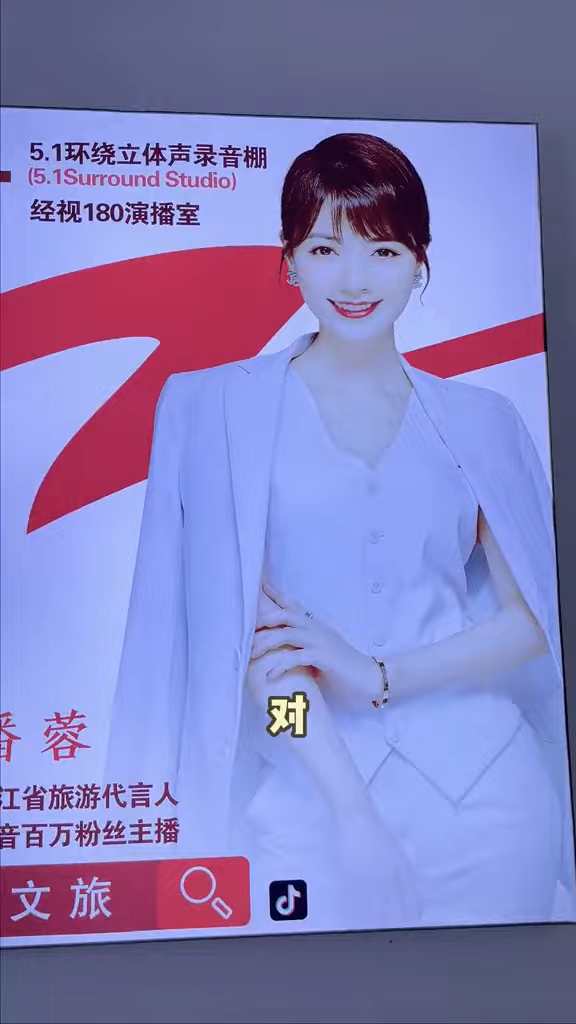 5.1环绕立体声录音棚
(5.1Surround Studio)
经视180演播室
对
潘蓉
江省旅游代言人
音百万粉丝主播
文旅